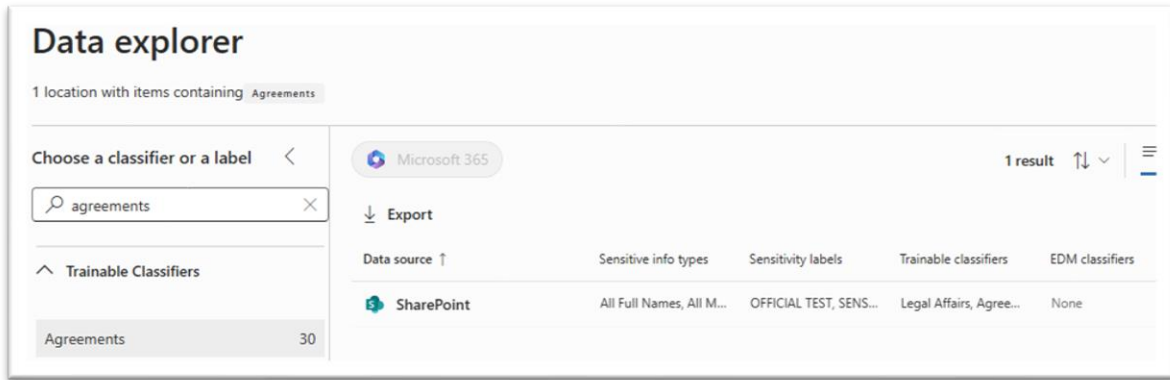 Data explorer
1 location with items containing Agreements
Choose a classifier or a label
agreements
Trainable Classifiers
Agreements 30
Microsoft 365
1 result
Export
Data source Sensitive info types Sensitivity labels Trainable classifiers EDM classifiers
SharePoint All Full Names, All M... OFFICIAL TEST, SENS... Legal Affairs, Agree... None